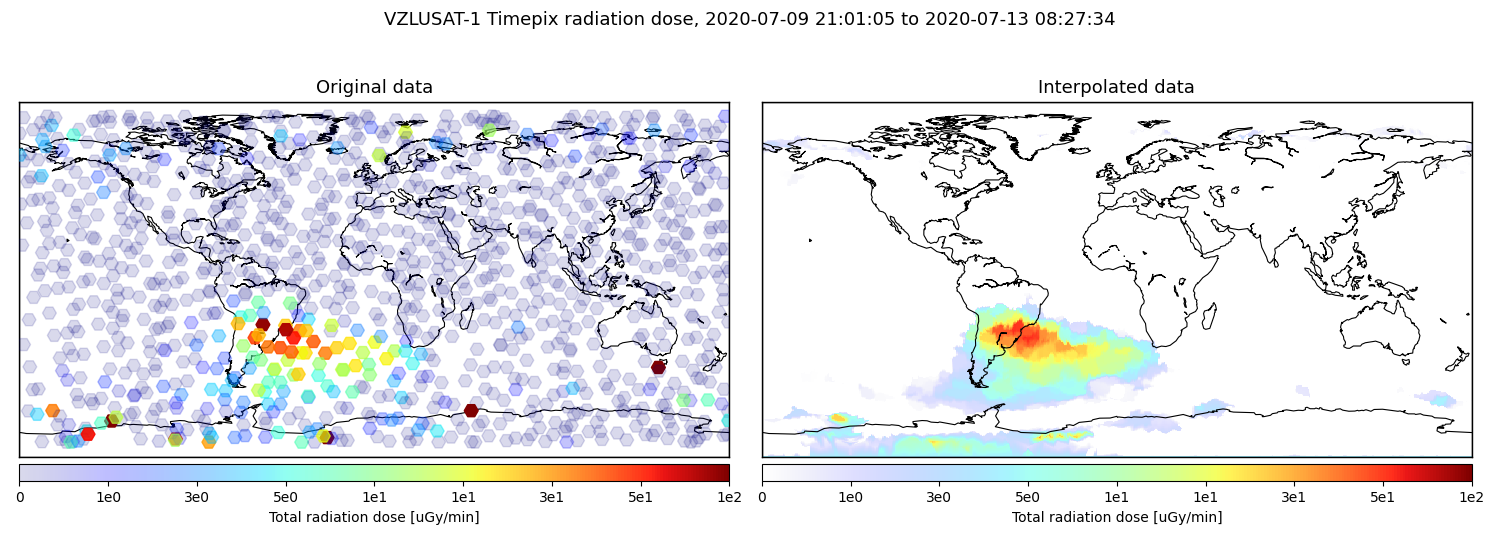 VZLUSAT-1 Timepix radiation dose, 2020-07-09 21:01:05 to 2020-07-13 08:27:34
Original data
Interpolated data
0 1e0 3e0 5e0 1e1 1e1 3e1 5e1 1e2
Total radiation dose [uGy/min]
0 1e0 3e0 5e0 1e1 1e1 3e1 5e1 1e2
Total radiation dose [uGy/min]